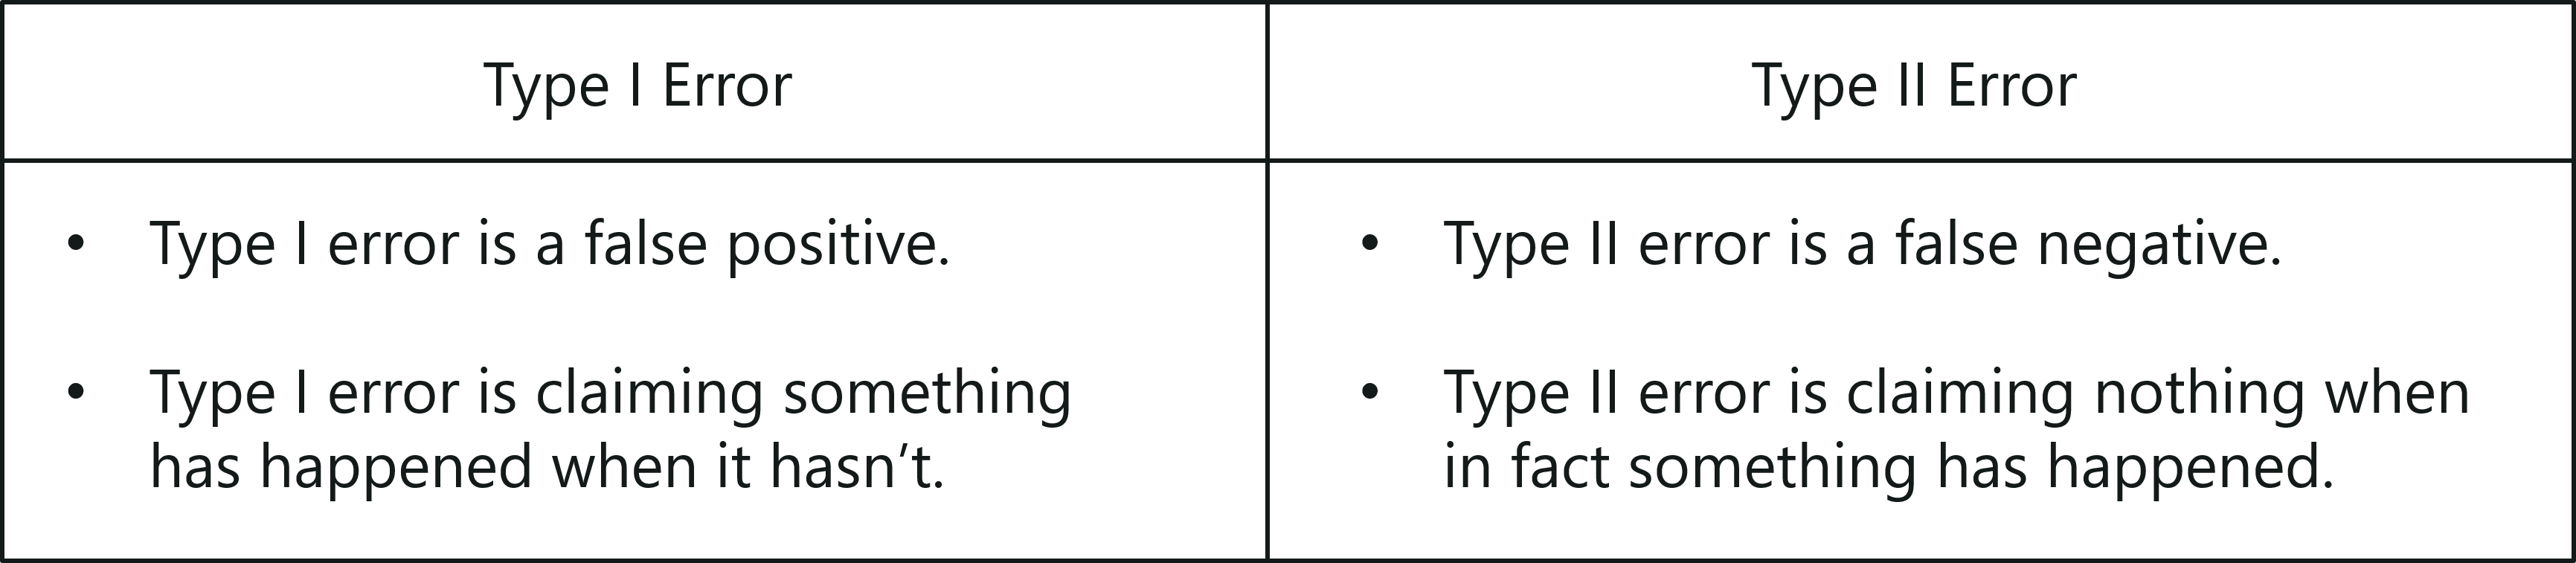 Type I Error
Type II Error
• Type I error is a false positive.
• Type I error is claiming something
has happened when it hasn’t.
• Type II error is a false negative.
• Type II error is claiming nothing when
in fact something has happened.